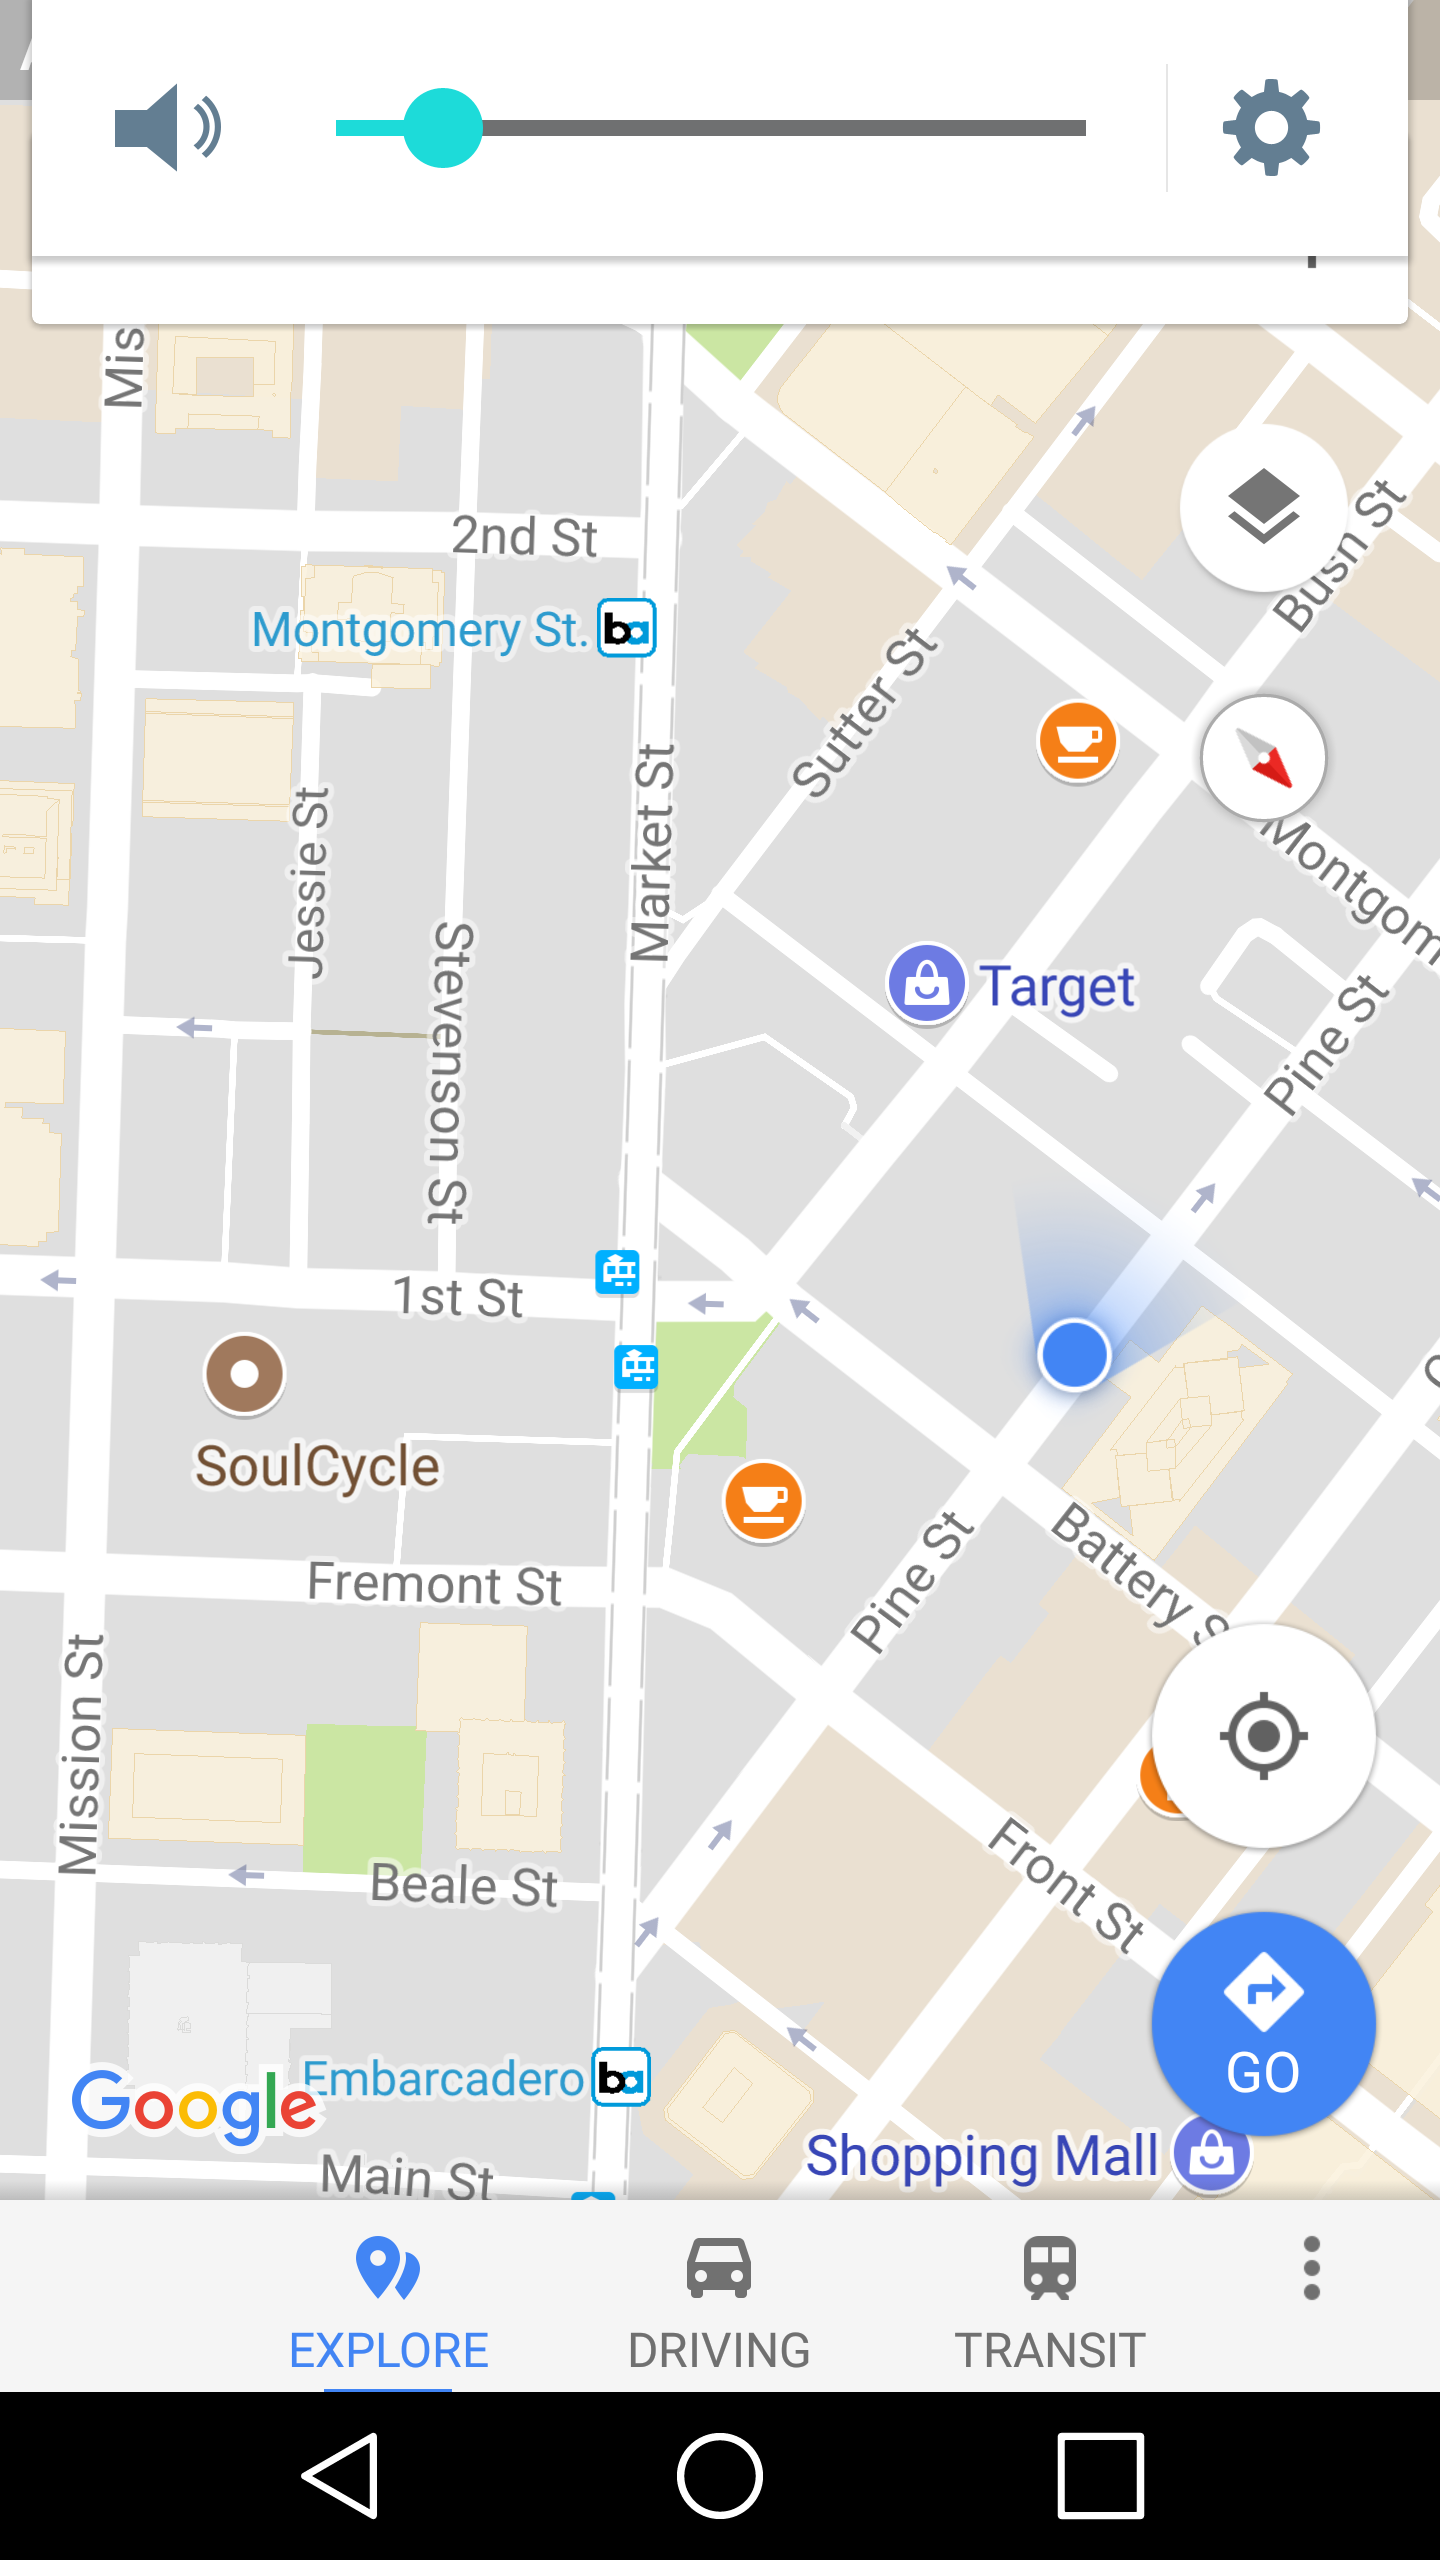 Mis
2nd St
Bush St
Montgomery St.
Sutter St
Market St
Jessie St
Montgom
Stevenson St
Target
Pine St
1st St
SoulCycle
Fremont St
Pine St
Battery S
Mission St
Front St
Beale St
GO
Embarcadero
Google
Shopping Mall
Main St
EXPLORE
DRIVING
TRANSIT